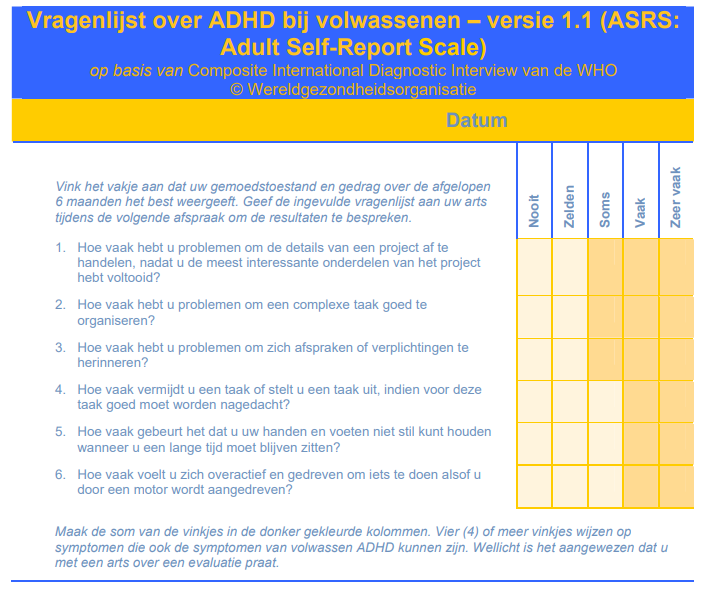 Vragenlijst over ADHD bij volwassenen – versie 1.1 (ASRS:
Adult Self-Report Scale)
op basis van Composite International Diagnostic Interview van de WHO
© Wereldgezondheidsorganisatie
Datum
Vink het vakje aan dat uw gemoedstoestand en gedrag over de afgelopen
6 maanden het best weergeeft. Geef de ingevulde vragenlijst aan uw arts
tijdens de volgende afspraak om de resultaten te bespreken.
Nooit
Zelden
Soms
Vaak
Zeer vaak
1. Hoe vaak hebt u problemen om de details van een project af te
handelen, nadat u de meest interessante onderdelen van het project
hebt voltooid?
2. Hoe vaak hebt u problemen om een complexe taak goed te
organiseren?
3. Hoe vaak hebt u problemen om zich afspraken of verplichtingen te
herinneren?
4. Hoe vaak vermijdt u een taak of stelt u een taak uit, indien voor deze
taak goed moet worden nagedacht?
5. Hoe vaak gebeurt het dat u uw handen en voeten niet stil kunt houden
wanneer u een lange tijd moet blijven zitten?
6. Hoe vaak voelt u zich overactief en gedreven om iets te doen alsof u
door een motor wordt aangedreven?
Maak de som van de vinkjes in de donker gekleurde kolommen. Vier (4) of meer vinkjes wijzen op
symptomen die ook de symptomen van volwassen ADHD kunnen zijn. Wellicht is het aangewezen dat u
met een arts over een evaluatie praat.